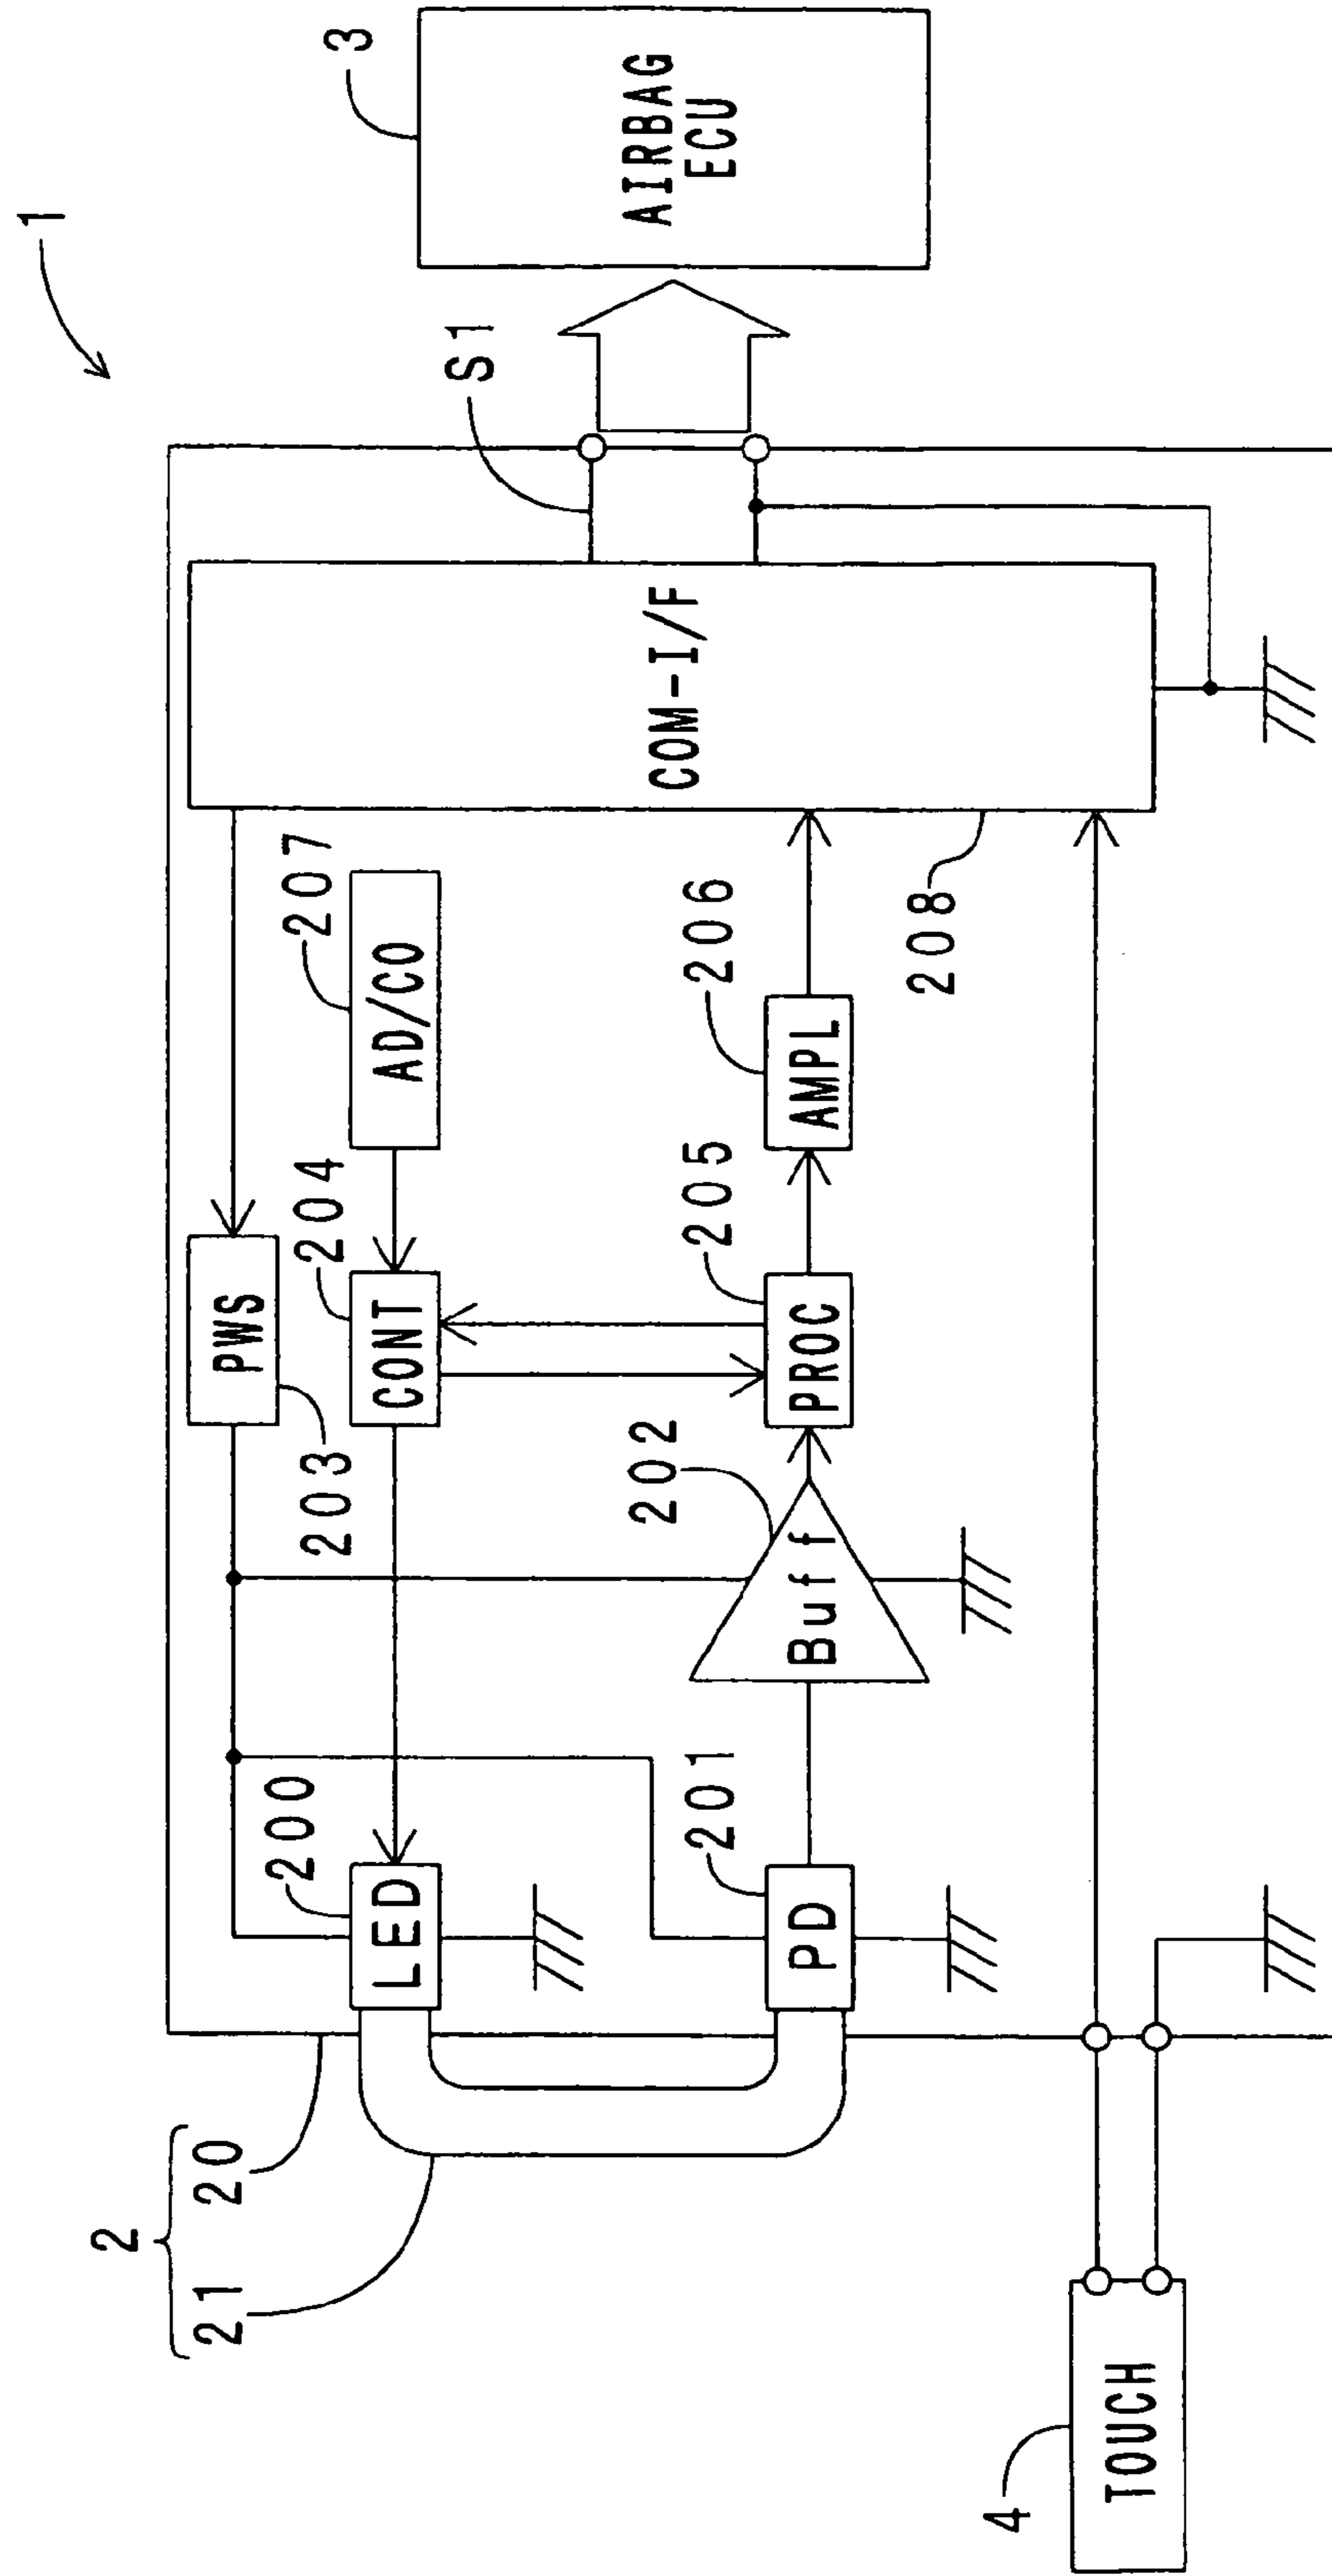 1
3
AIRBAG
ECU
S1
COM-I/F
208
207
AD/CO
PWS
203
204
CONT
206
AMPL
205
PROC
202
Buff
200
LED
201
PD
2
21 20
4
TOUCH